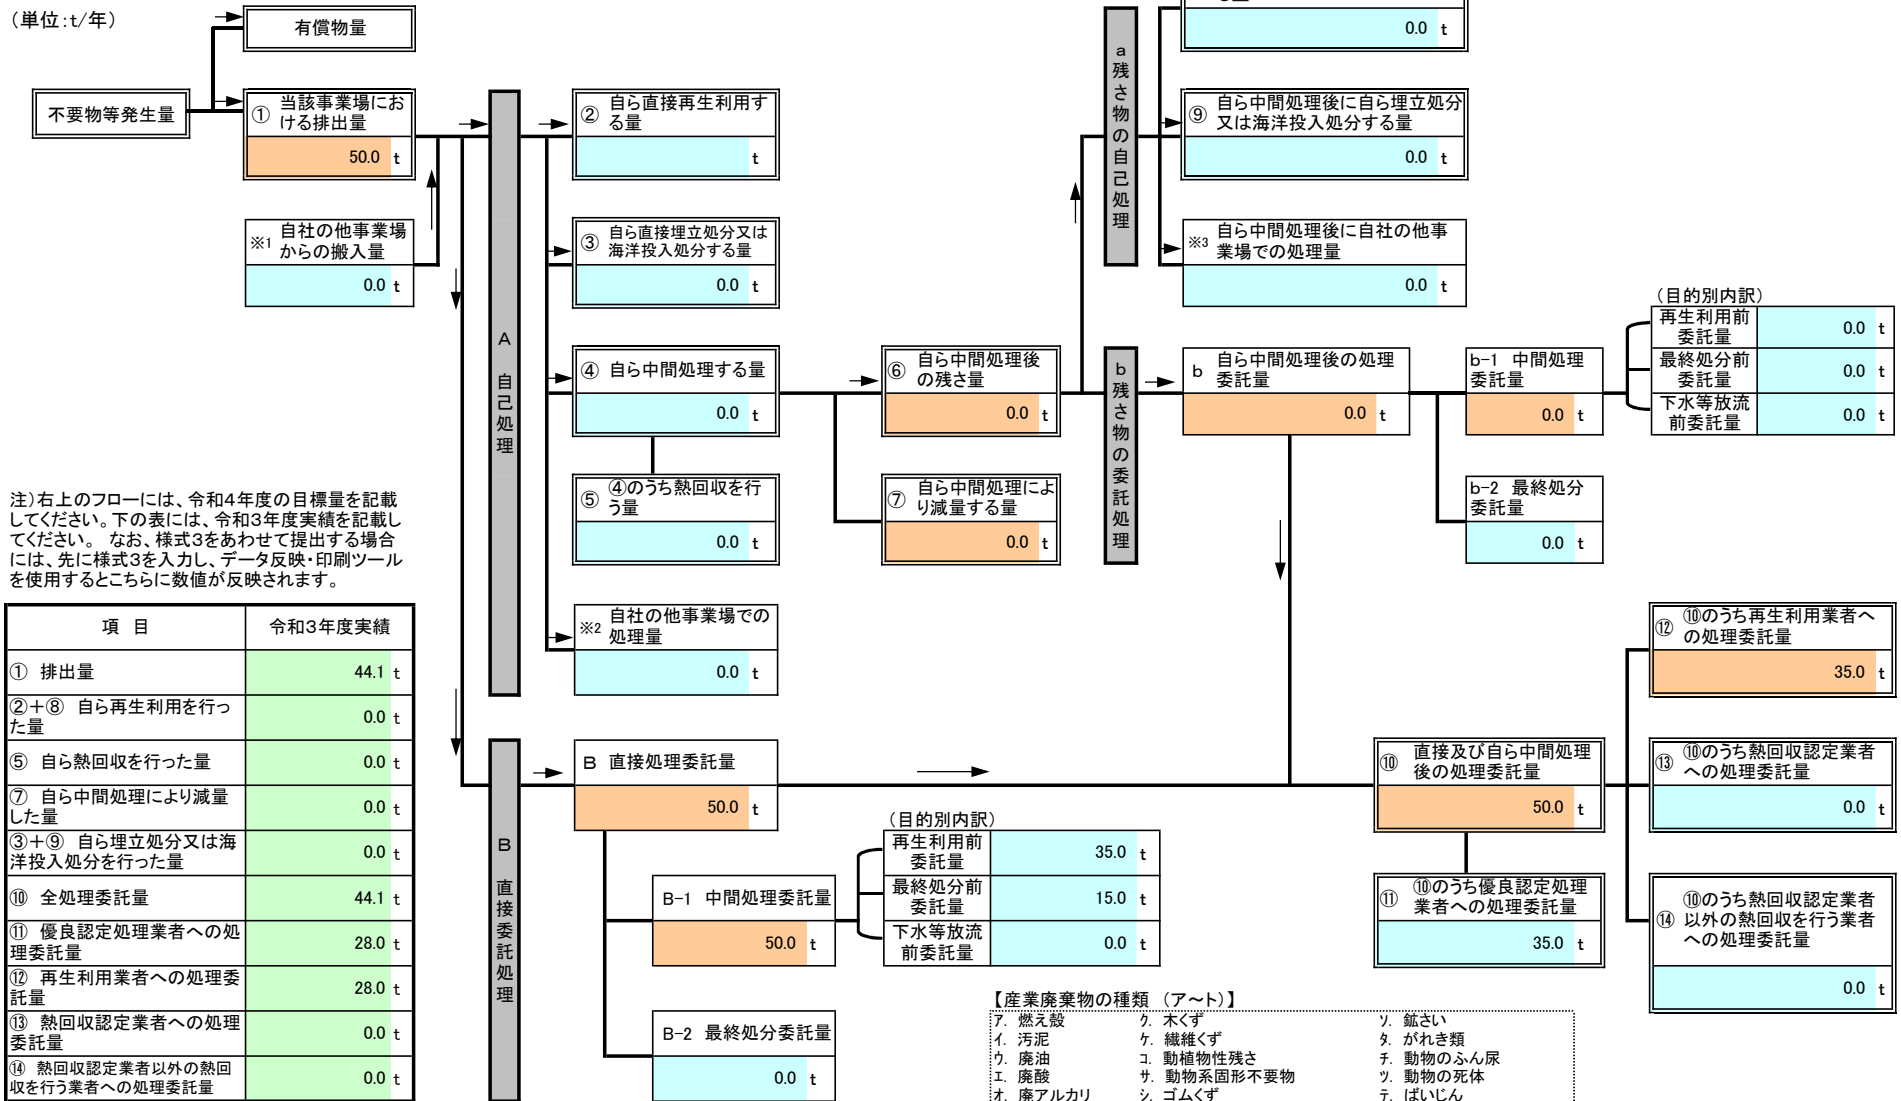 （単位：t／年）
有償物量
0.0 t
不要物等発生量
① 当該事業場にお
ける排出量
50.0 t
② 自ら直接再生利用す
る量
t
a 残さ物の自己処理
⑨ 自ら中間処理後に自ら埋立処分
又は海洋投入処分する量
0.0 t
※1 自社の他事業場
からの搬入量
0.0 t
③ 自ら直接埋立処分又は
海洋投入処分する量
0.0 t
※3 自ら中間処理後に自社の他事
業場での処理量
0.0 t
A 自己処理
④ 自ら中間処理する量
0.0 t
⑥ 自ら中間処理後
の残さ量
0.0 t
b 残さ物の委託処理
b 自ら中間処理後の処理
委託量
0.0 t
b-1 中間処理
委託量
0.0 t
（目的別内訳）
再生利用前
委託量
0.0 t
最終処分前
委託量
0.0 t
下水等放流
前委託量
0.0 t
⑤ ④のうち熱回収を行
う量
0.0 t
⑦ 自ら中間処理によ
り減量する量
0.0 t
b-2 最終処分
委託量
0.0 t
注）右上のフローには、令和４年度の目標量を記載
してください。下の表には、令和３年度実績を記載し
てください。 なお、様式３をあわせて提出する場合
には、先に様式３を入力し、データ反映・印刷ツール
を使用するとこちらに数値が反映されます。
※2 自社の他事業場での
処理量
0.0 t
項 目 令和３年度実績
① 排出量 44.1 t
②＋⑧ 自ら再生利用を行っ
た量 0.0 t
⑤ 自ら熱回収を行った量 0.0 t
⑦ 自ら中間処理により減量
した量 0.0 t
③＋⑨ 自ら埋立処分又は海
洋投入処分を行った量 0.0 t
⑩ 全処理委託量 44.1 t
⑪ 優良認定処理業者への処
理委託量 28.0 t
⑫ 再生利用業者への処理委
託量 28.0 t
⑬ 熱回収認定業者への処理
委託量 0.0 t
⑭ 熱回収認定業者以外の熱回
収を行う業者への処理委託量 0.0 t
B 直接委託処理
B 直接処理委託量
50.0 t
B-1 中間処理委託量
50.0 t
（目的別内訳）
再生利用前
委託量
35.0 t
最終処分前
委託量
15.0 t
下水等放流
前委託量
0.0 t
B-2 最終処分委託量
0.0 t
⑩ 直接及び自ら中間処理
後の処理委託量
50.0 t
⑪ ⑩のうち優良認定処理
業者への処理委託量
35.0 t
⑫ ⑩のうち再生利用業者へ
の処理委託量
35.0 t
⑬ ⑩のうち熱回収認定業者
への処理委託量
0.0 t
⑭ ⑩のうち熱回収認定業者
以外の熱回収を行う業者
への処理委託量
0.0 t
【産業廃棄物の種類 （ア～ト）】
ア．燃え殻 ク．木くず ソ．鉱さい
イ．汚泥 ケ．繊維くず タ．がれき類
ウ．廃油 コ．動植物性残さ チ．動物のふん尿
エ．廃酸 サ．動物系固形不要物 ツ．動物の死体
オ．廃アルカリ シ．ゴムくず テ．ばいじん